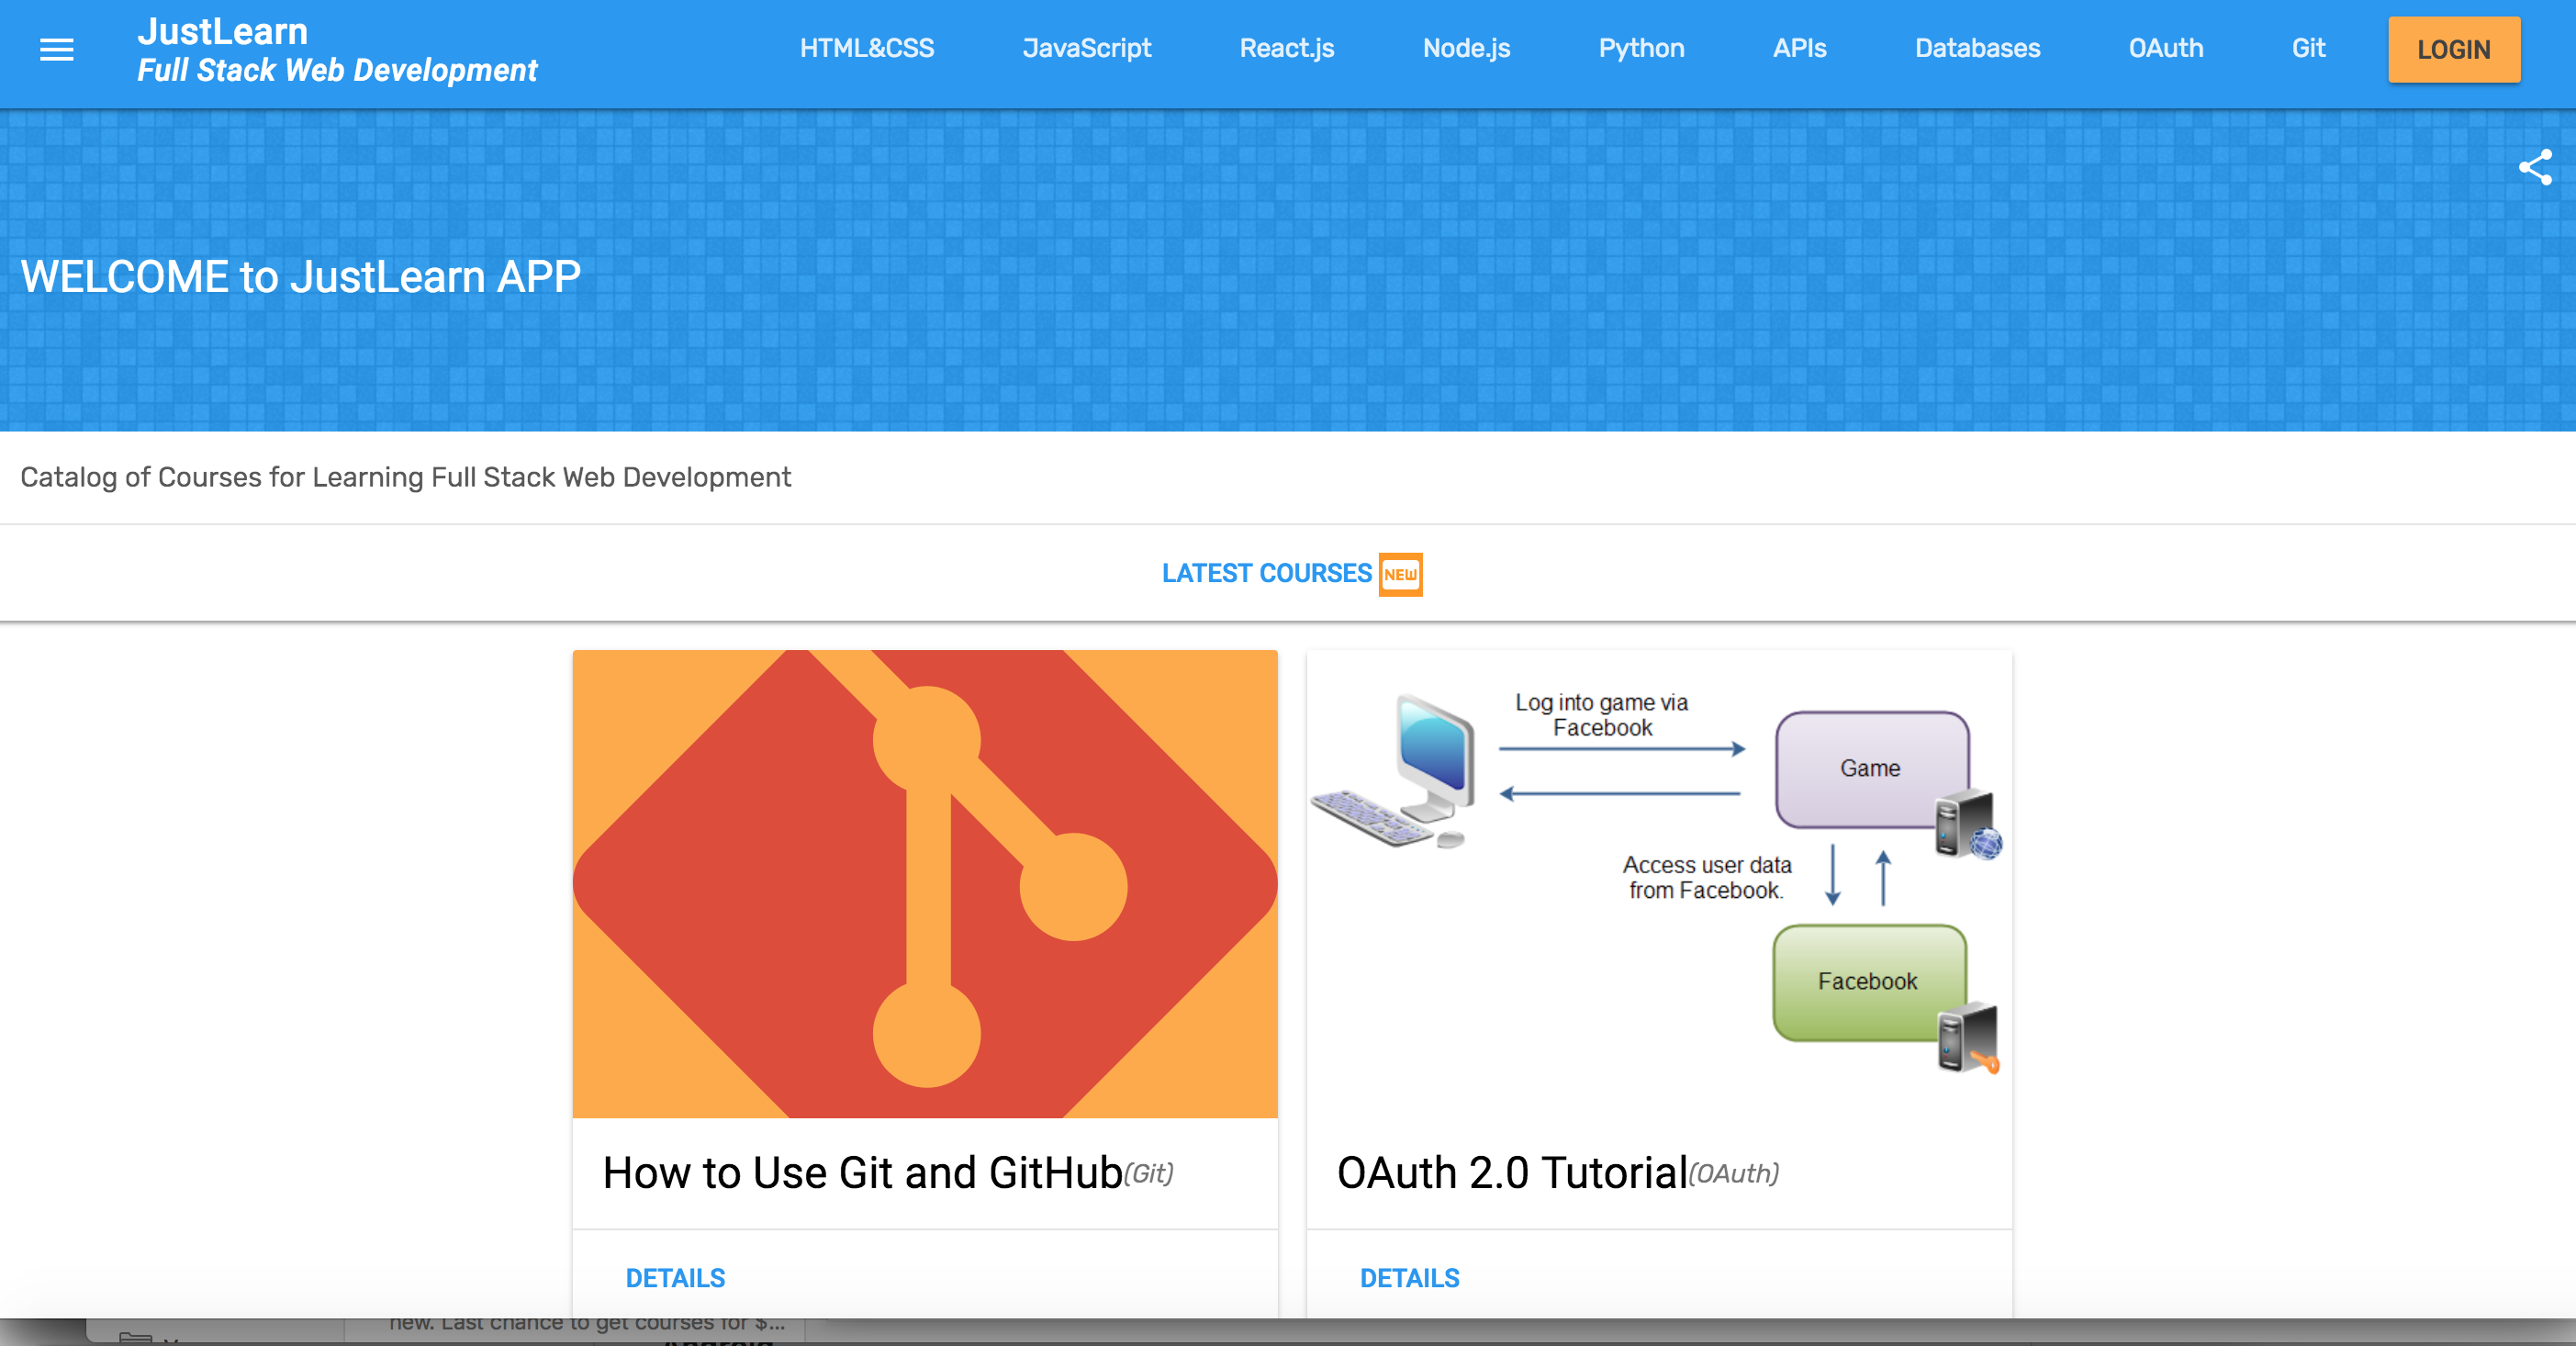 JustLearn
Full Stack Web Development
HTML&CSS JavaScript React.js Node.js Python APIs Databases OAuth Git LOGIN
WELCOME to JustLearn APP
Catalog of Courses for Learning Full Stack Web Development
LATEST COURSES NEW
Log into game via
Facebook
Game
Access user data
from Facebook.
Facebook
How to Use Git and GitHub(Git)
OAuth 2.0 Tutorial(OAuth)
DETAILS
DETAILS
new. Last chance to get courses for $...
Android